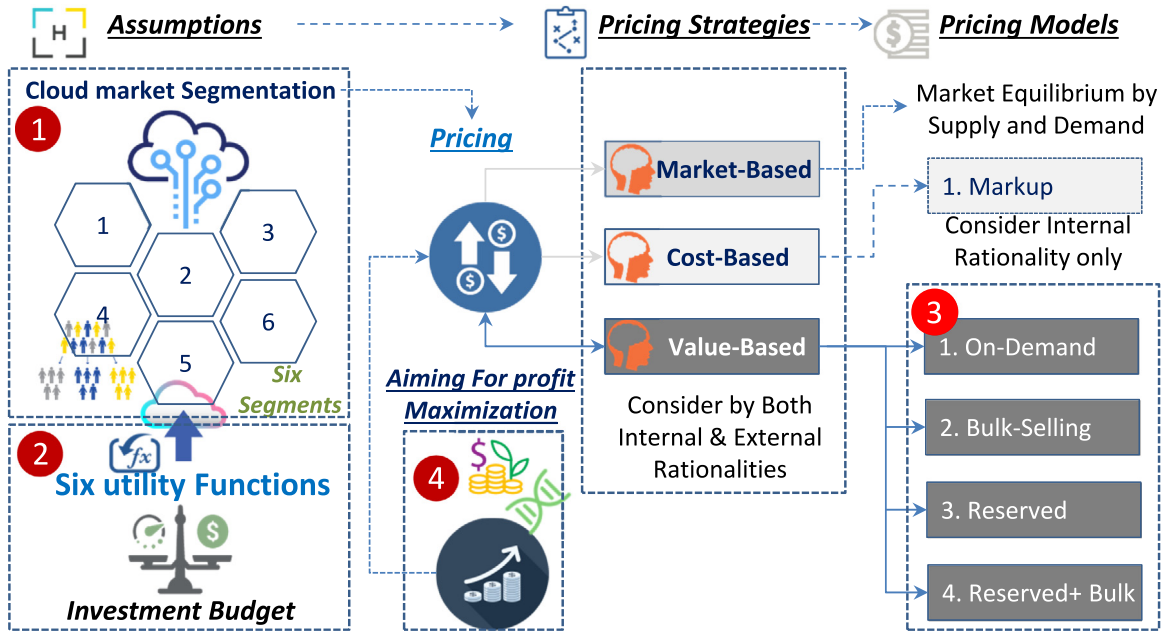 H
Assumptions
Pricing Strategies
$
Pricing Models
Cloud market Segmentation
1
1
2
3
4
5
6
Six
Segments
2
fx
Six utility Functions
$
Investment Budget
Pricing
$
$
Aiming For profit
Maximization
4
$
Market-Based
Cost-Based
Value-Based
Consider by Both
Internal & External
Rationalities
Market Equilibrium by
Supply and Demand
1. Markup
Consider Internal
Rationality only
3
1. On-Demand
2. Bulk-Selling
3. Reserved
4. Reserved+ Bulk